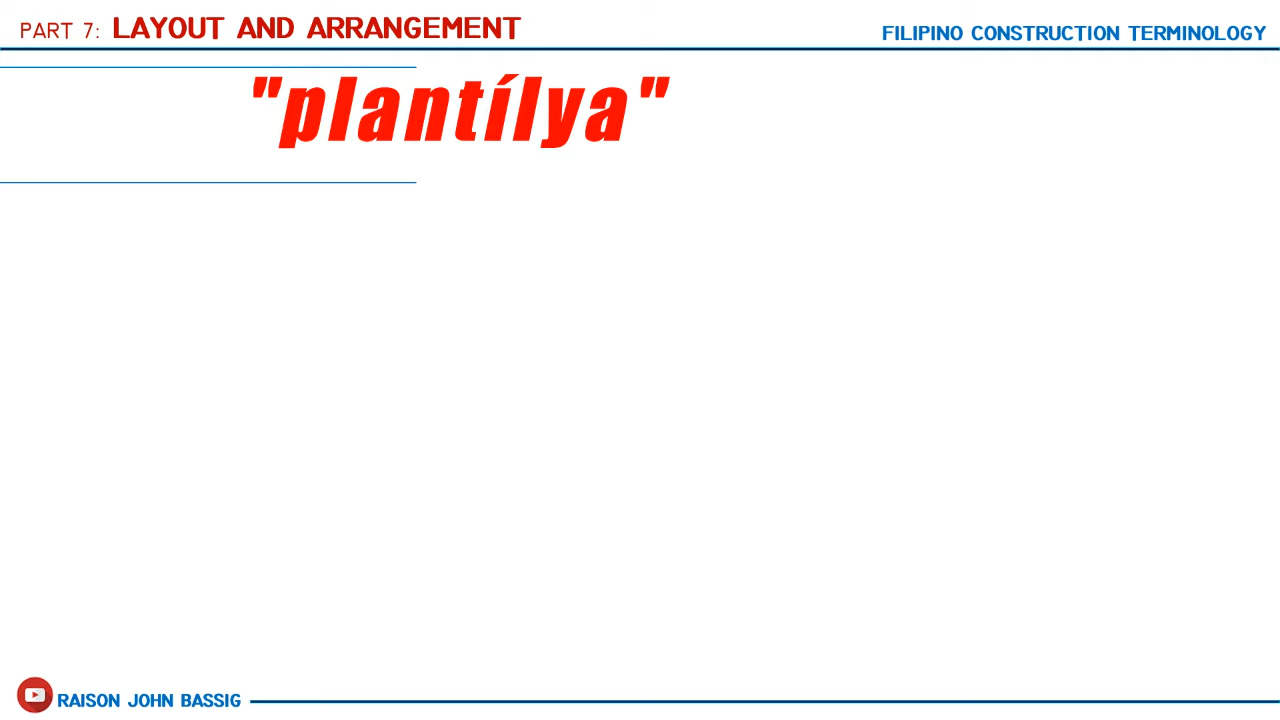 PART 7: LAYOUT AND ARRANGEMENT
FILIPINO CONSTRUCTION TERMINOLOGY
"plantílya"
RAISON JOHN BASSIG